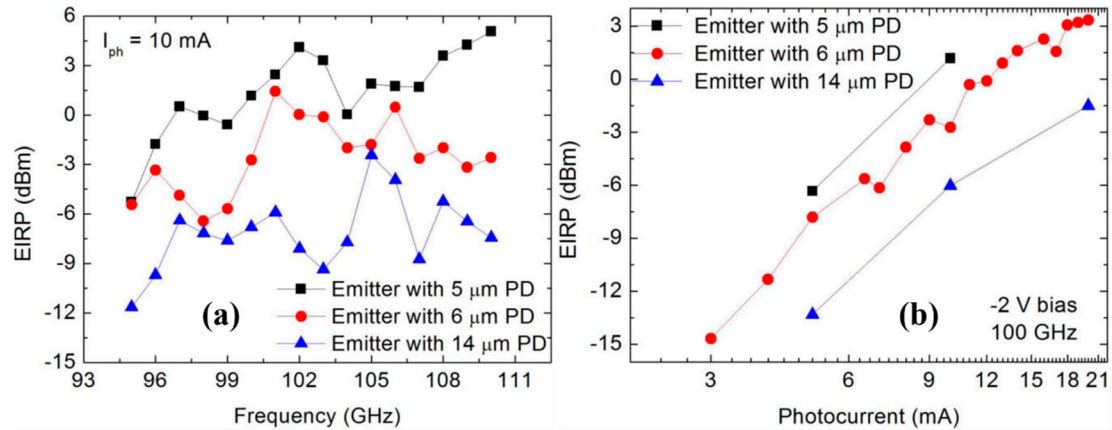 I_ph = 10 mA
EIRP (dBm)
6
3
0
-3
-6
-9
-12
-15
93 96 99 102 105 108 111
Frequency (GHz)
Emitter with 5 μm PD
Emitter with 6 μm PD
Emitter with 14 μm PD
(a)
EIRP (dBm)
3
0
-3
-6
-9
-12
-15
3 6 9 12 15 18 21
Photocurrent (mA)
Emitter with 5 μm PD
Emitter with 6 μm PD
Emitter with 14 μm PD
(b)
-2 V bias
100 GHz